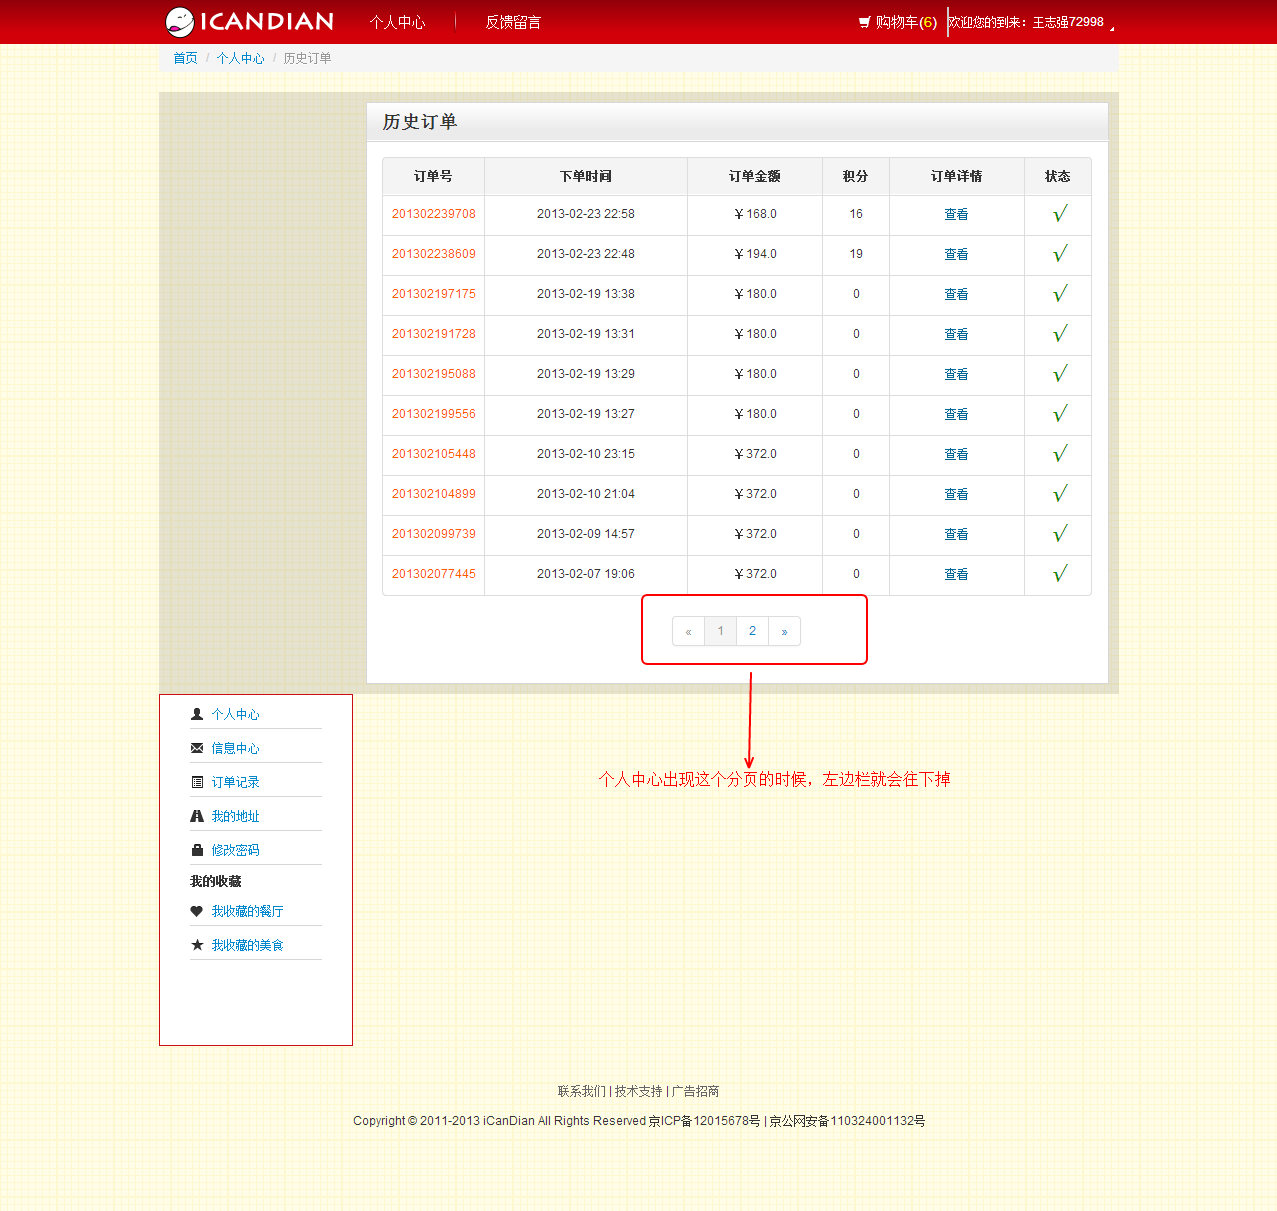 ICANDIAN 个人中心 反馈留言 购物车(6) 欢迎您的到来：王志强72998
首页 / 个人中心 / 历史订单
历史订单
订单号 下单时间 订单金额 积分 订单详情 状态
201302239708 2013-02-23 22:58 ￥168.0 16 查看 √
201302238609 2013-02-23 22:48 ￥194.0 19 查看 √
201302197175 2013-02-19 13:38 ￥180.0 0 查看 √
201302191728 2013-02-19 13:31 ￥180.0 0 查看 √
201302195088 2013-02-19 13:29 ￥180.0 0 查看 √
201302199556 2013-02-19 13:27 ￥180.0 0 查看 √
201302105448 2013-02-10 23:15 ￥372.0 0 查看 √
201302104899 2013-02-10 21:04 ￥372.0 0 查看 √
201302099739 2013-02-09 14:57 ￥372.0 0 查看 √
201302077445 2013-02-07 19:06 ￥372.0 0 查看 √
« 1 2 »
个人中心
信息中心
订单记录
我的地址
修改密码
我的收藏
我收藏的餐厅
我收藏的美食
个人中心出现这个分页的时候，左边栏就会往下掉
联系我们 | 技术支持 | 广告招商
Copyright © 2011-2013 iCanDian All Rights Reserved 京ICP备12015678号 | 京公网安备110324001132号